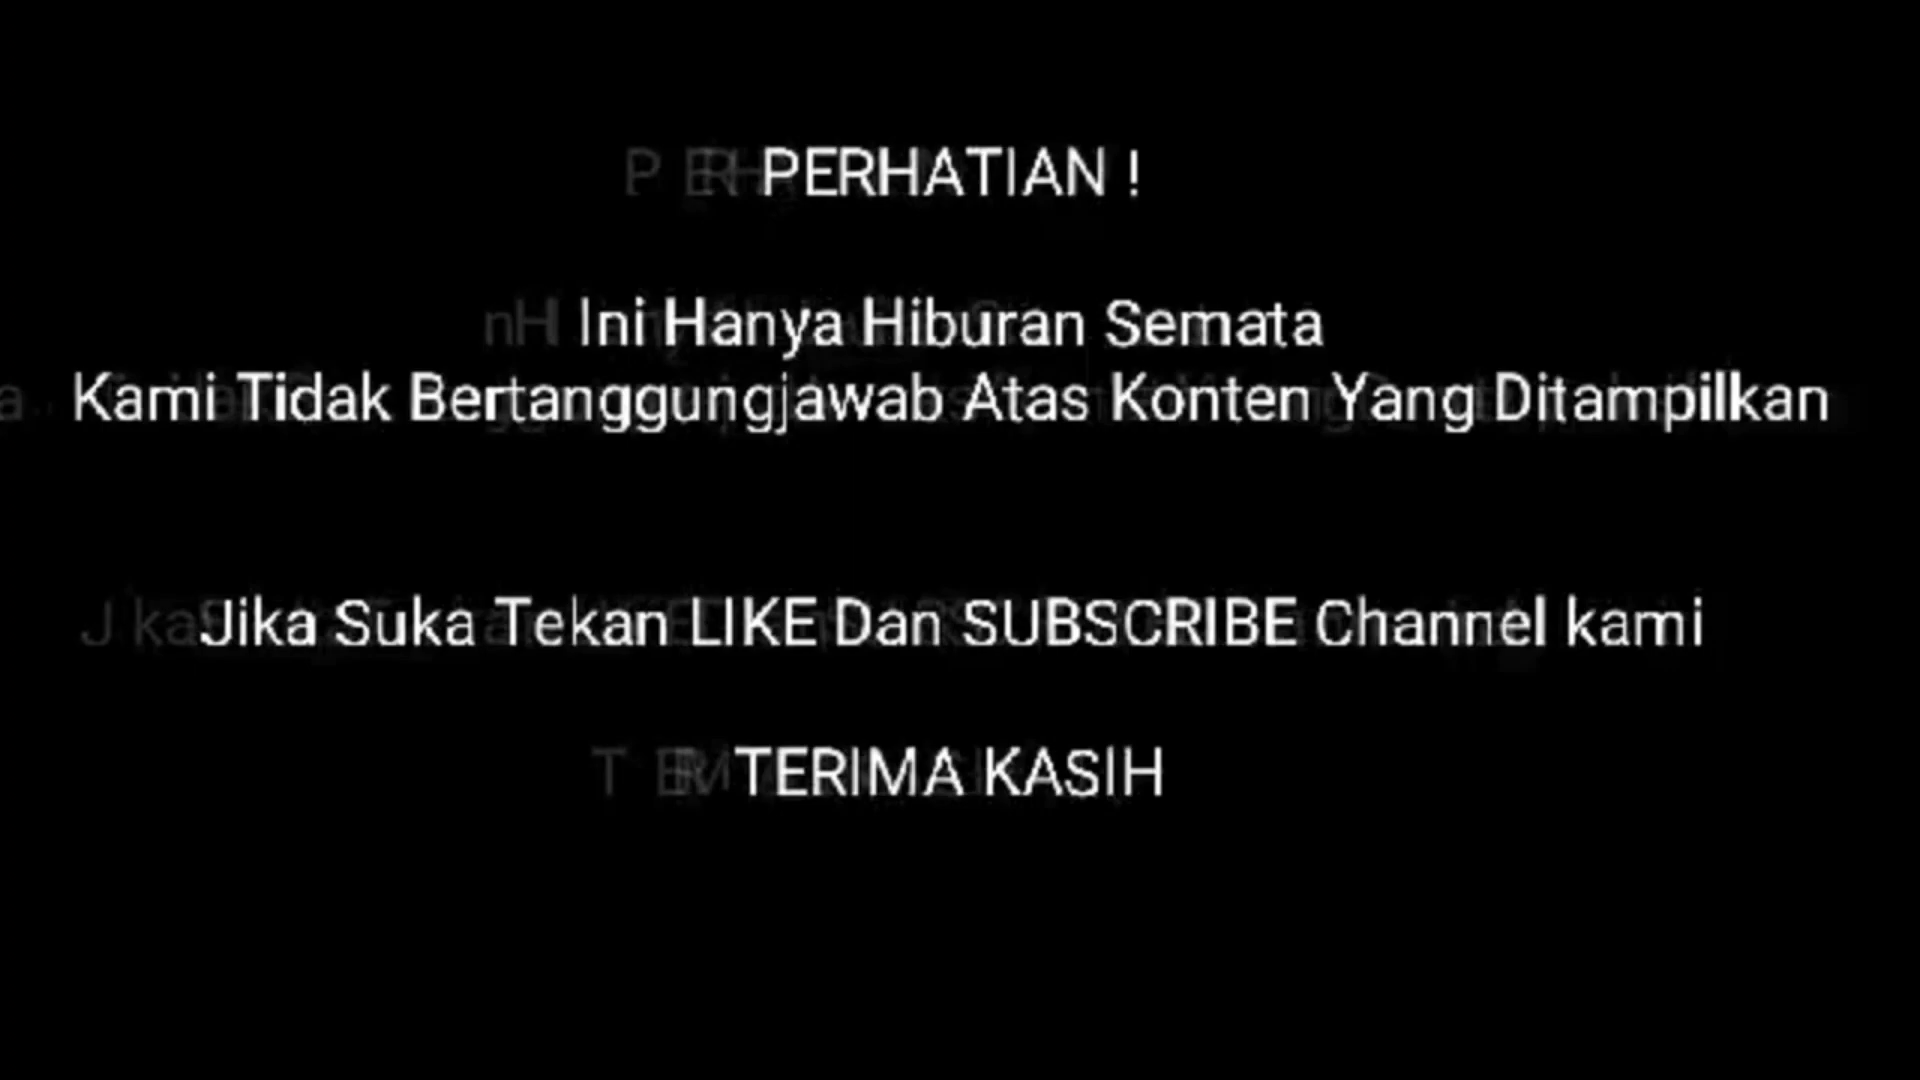 PERHATIAN !
Ini Hanya Hiburan Semata
Kami Tidak Bertanggungjawab Atas Konten Yang Ditampilkan
Jika Suka Tekan LIKE Dan SUBSCRIBE Channel kami
TERIMA KASIH